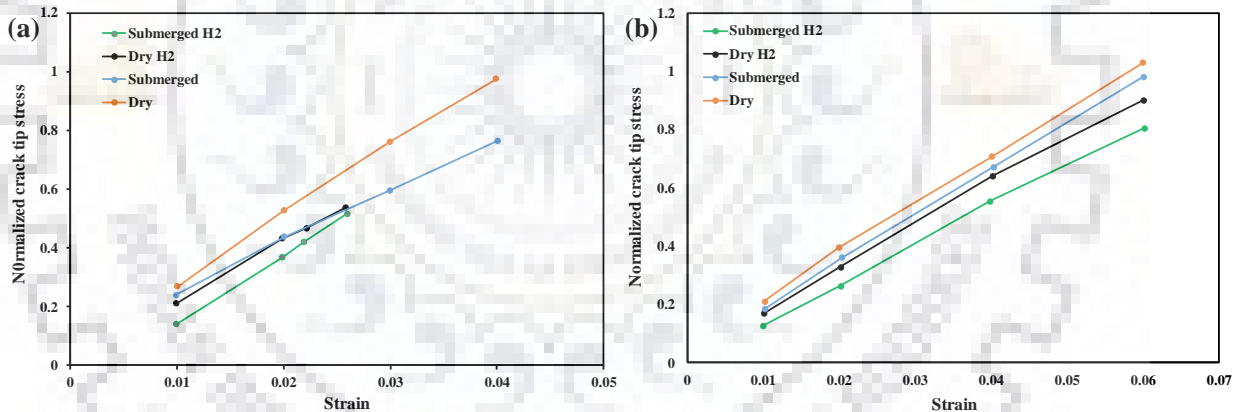 (a)
N0rmalized crack tip stress
1.2
1
0.8
0.6
0.4
0.2
0
0
0.01
0.02
0.03
0.04
0.05
Strain
Submerged H2
Dry H2
Submerged
Dry
(b)
Normalized crack tip stress
1.2
1
0.8
0.6
0.4
0.2
0
0
0.01
0.02
0.03
0.04
0.05
0.06
0.07
Strain
Submerged H2
Dry H2
Submerged
Dry